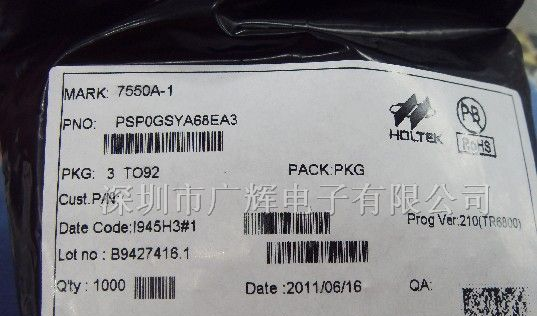 MARK: 7550A-1
PNO: PSP0GSYA68EA3
HOLTEK
PB
RoHS
PKG: 3 TO92
PACK:PKG
Cust.P/N:
深圳市广辉电子有限公司
Date Code:I945H3#1
Prog Ver:210(TR6800)
Lot no : B9427416.1
Q'ty : 1000
Date :2011/06/16
QA: